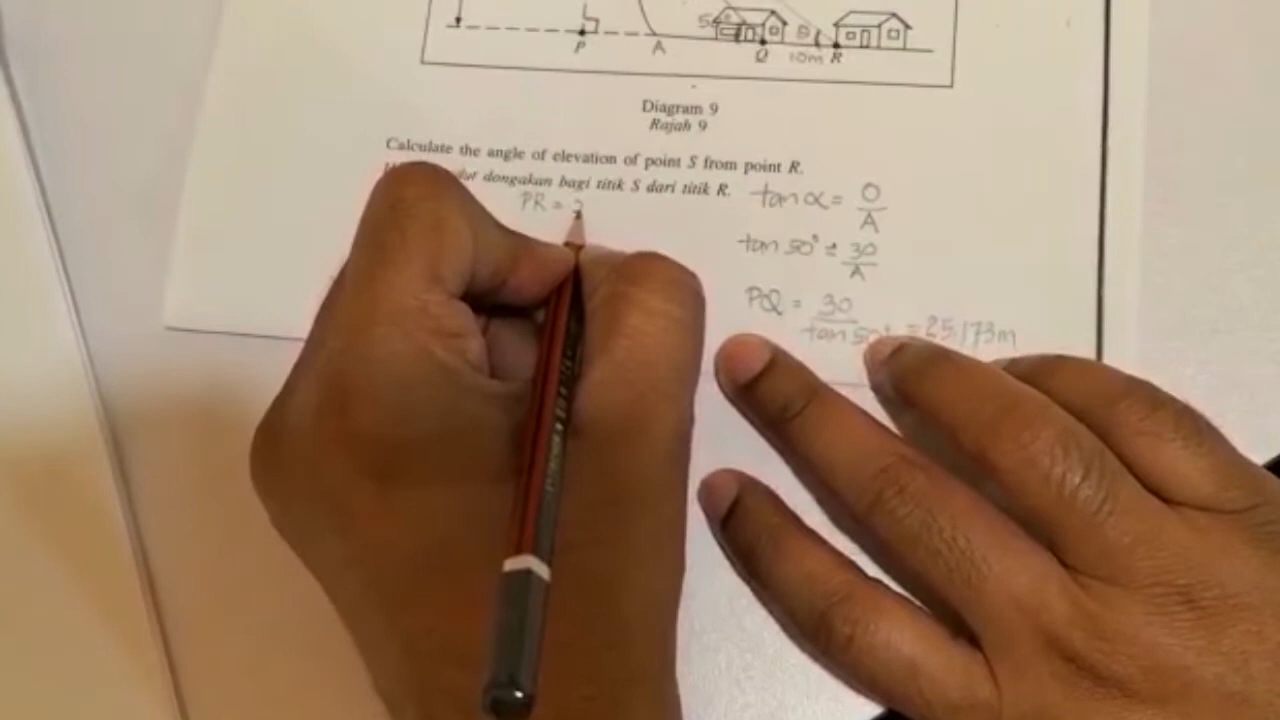 P A Q 10m R
Diagram 9
Rajah 9
Calculate the angle of elevation of point S from point R.
dongakan bagi titik S dari titik R.
PR =
tan α = O/A
tan 50° = 30/A
PQ = 30/tan 50° = 25.173m